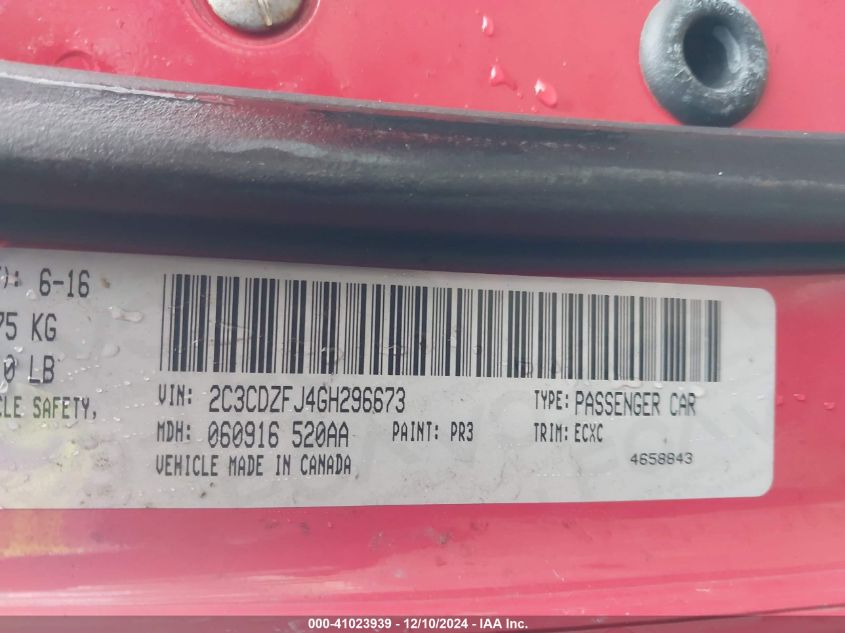 6-16
75 KG
0 LB
CLE SAFETY,
VIN: 2C3CDZFJ4GH296673
TYPE: PASSENGER CAR
MDH: 060916 520AA
PAINT: PR3
TRIM: ECXC
VEHICLE MADE IN CANADA
4658843
000-41023939 - 12/10/2024 - IAA Inc.